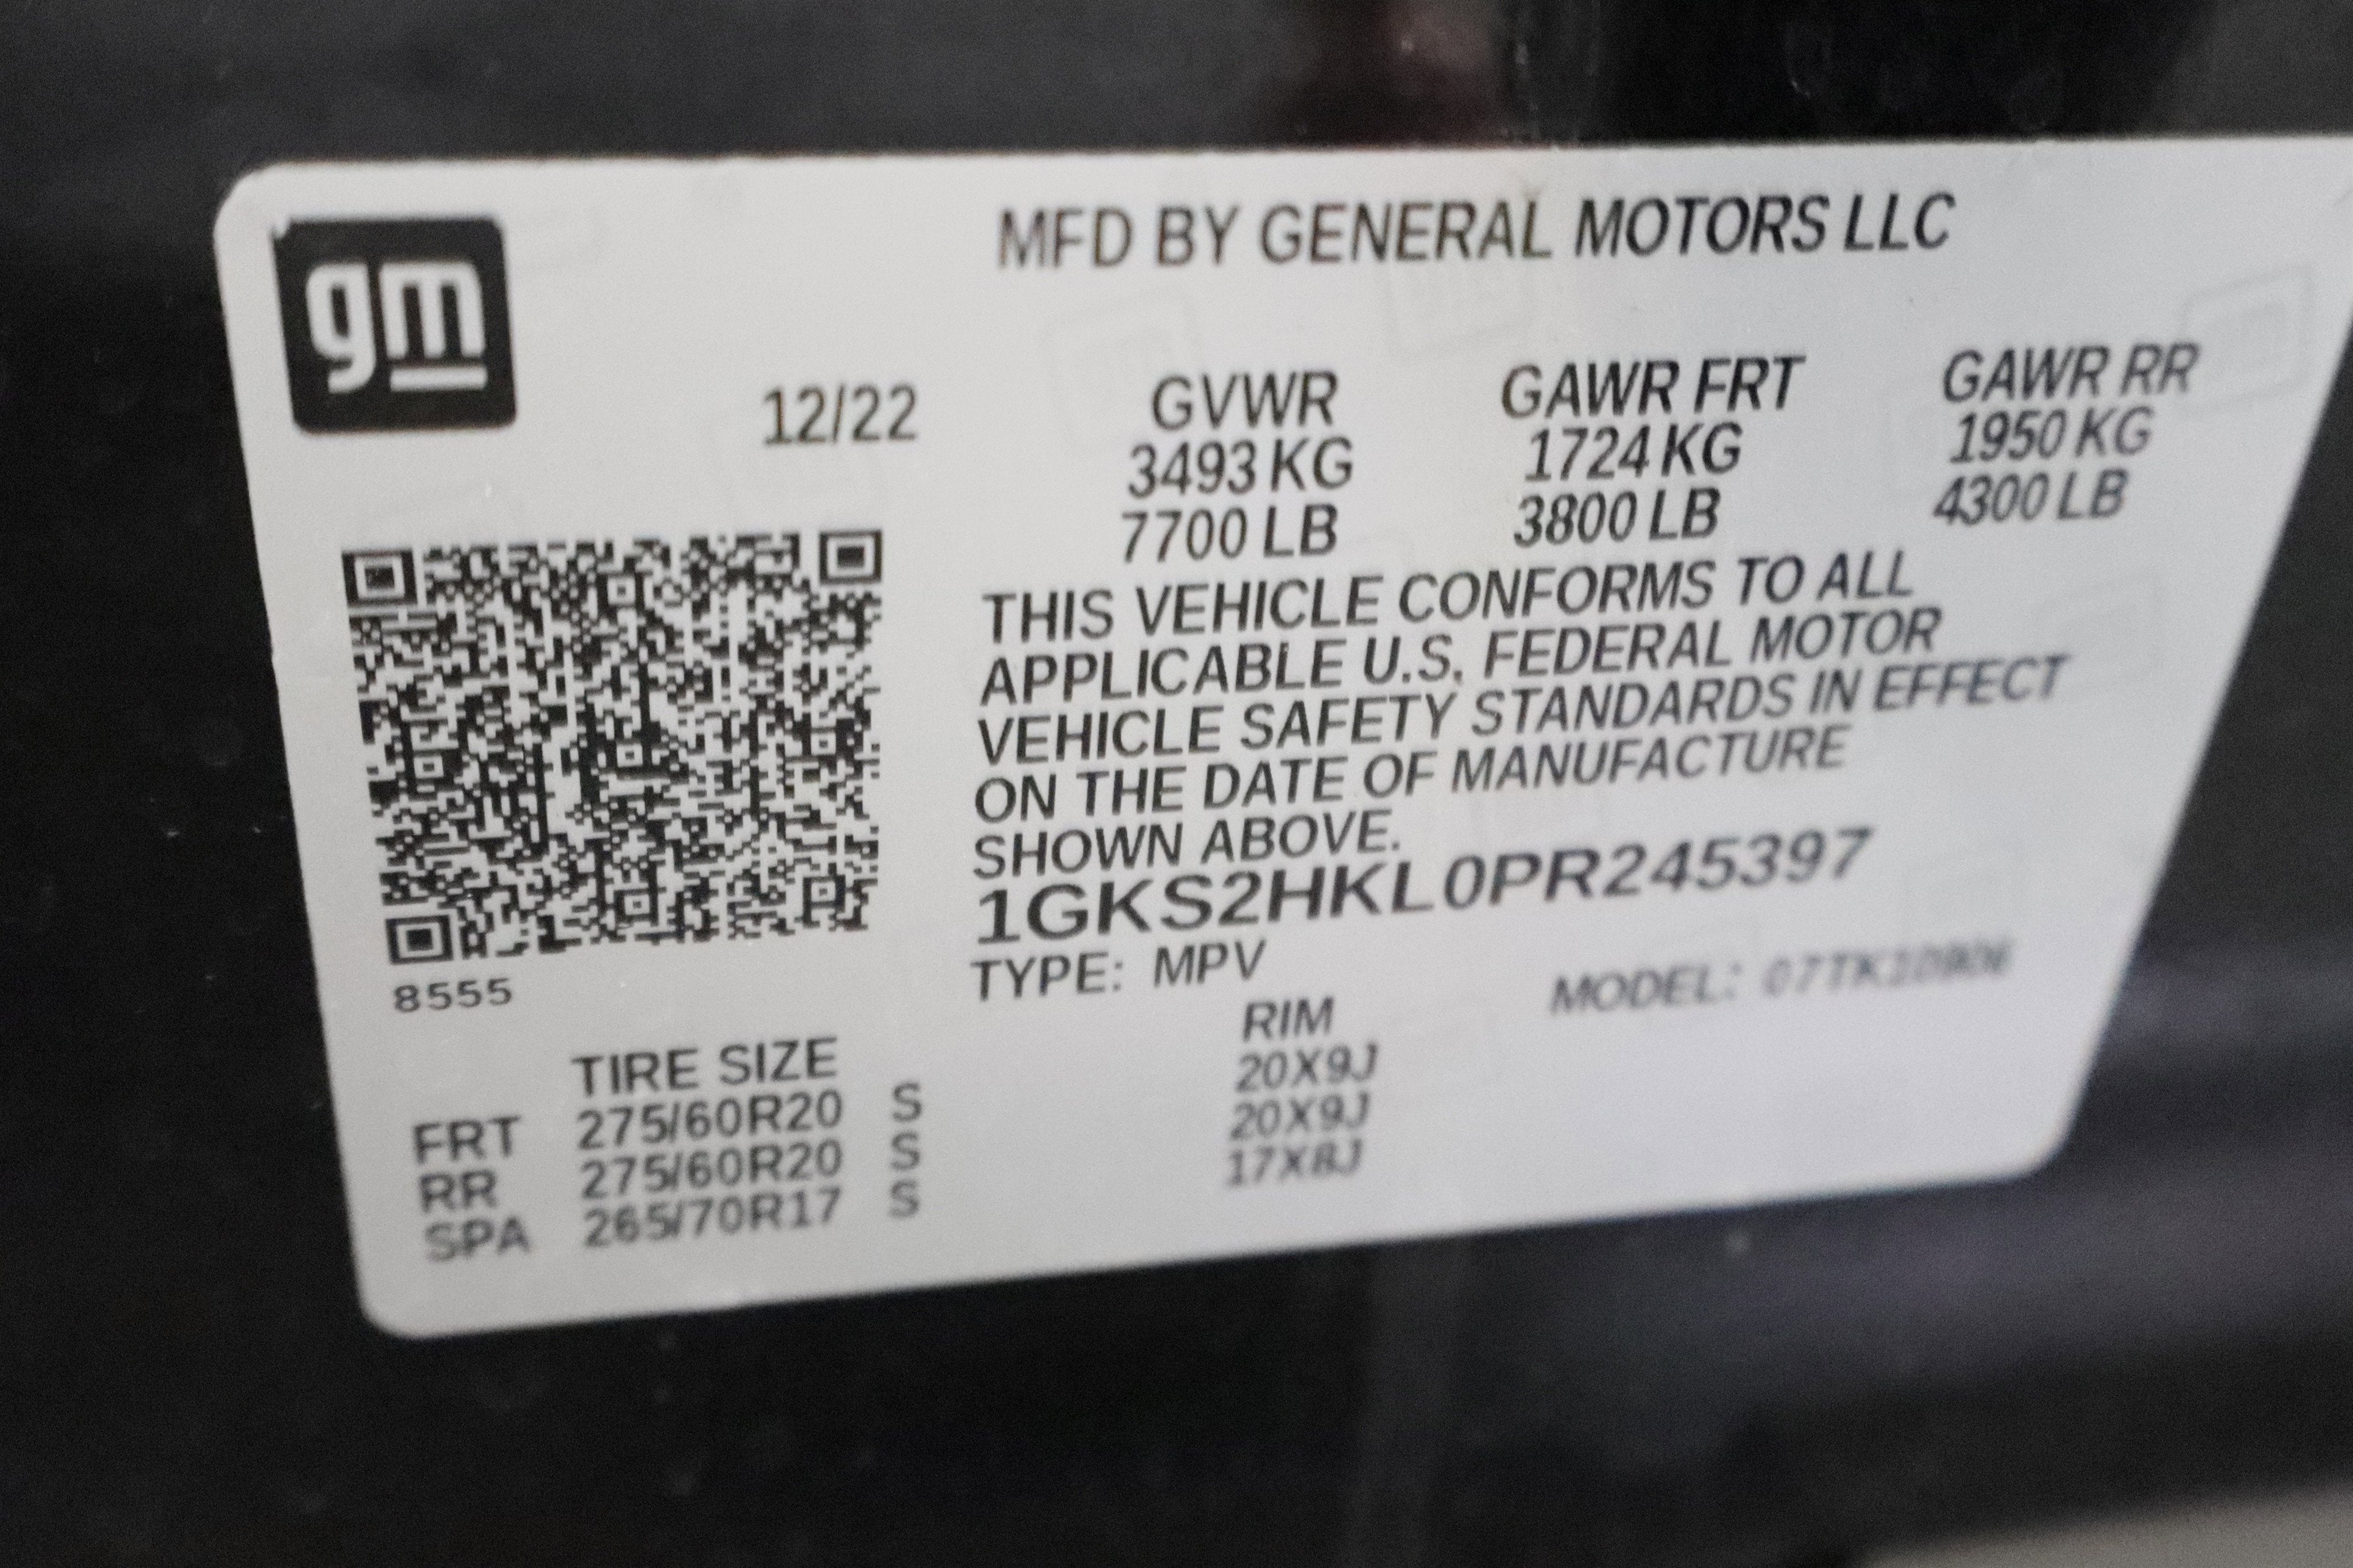 gm
MFD BY GENERAL MOTORS LLC
12/22 GVWR GAWR FRT GAWR RR
3493 KG 1724 KG 1950 KG
7700 LB 3800 LB 4300 LB
THIS VEHICLE CONFORMS TO ALL
APPLICABLE U.S. FEDERAL MOTOR
VEHICLE SAFETY STANDARDS IN EFFECT
ON THE DATE OF MANUFACTURE
SHOWN ABOVE.
1GKS2HKL0PR245397
8555
TYPE: MPV MODEL:
TIRE SIZE RIM
FRT 275/60R20 S 20X9J
RR 275/60R20 S 20X9J
SPA 265/70R17 S 17X8J